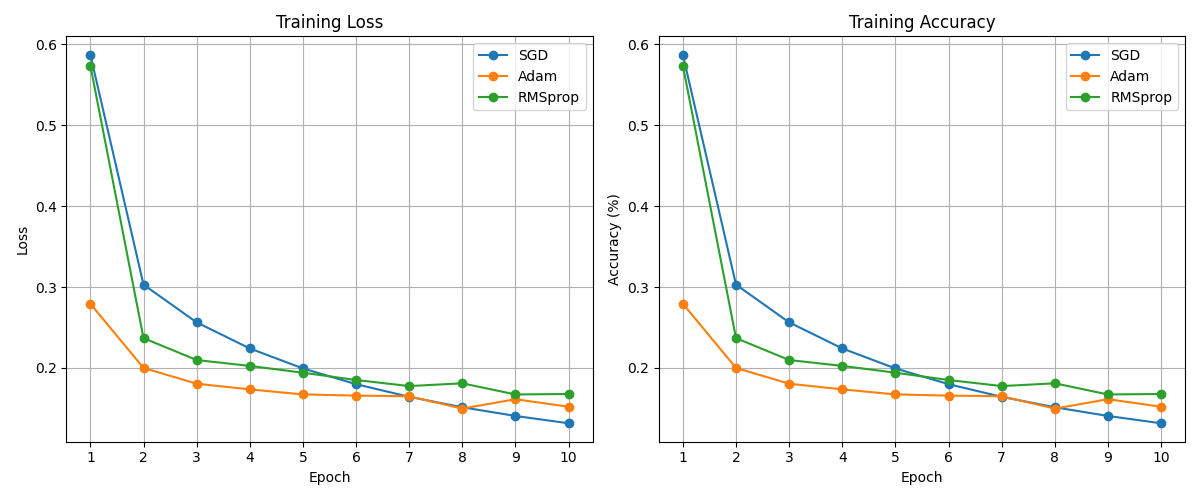 Training Loss
0.6
0.5
0.4
0.3
0.2
Loss
SGD
Adam
RMSprop
1 2 3 4 5 6 7 8 9 10
Epoch
Training Accuracy
0.6
0.5
0.4
0.3
0.2
Accuracy (%)
SGD
Adam
RMSprop
1 2 3 4 5 6 7 8 9 10
Epoch